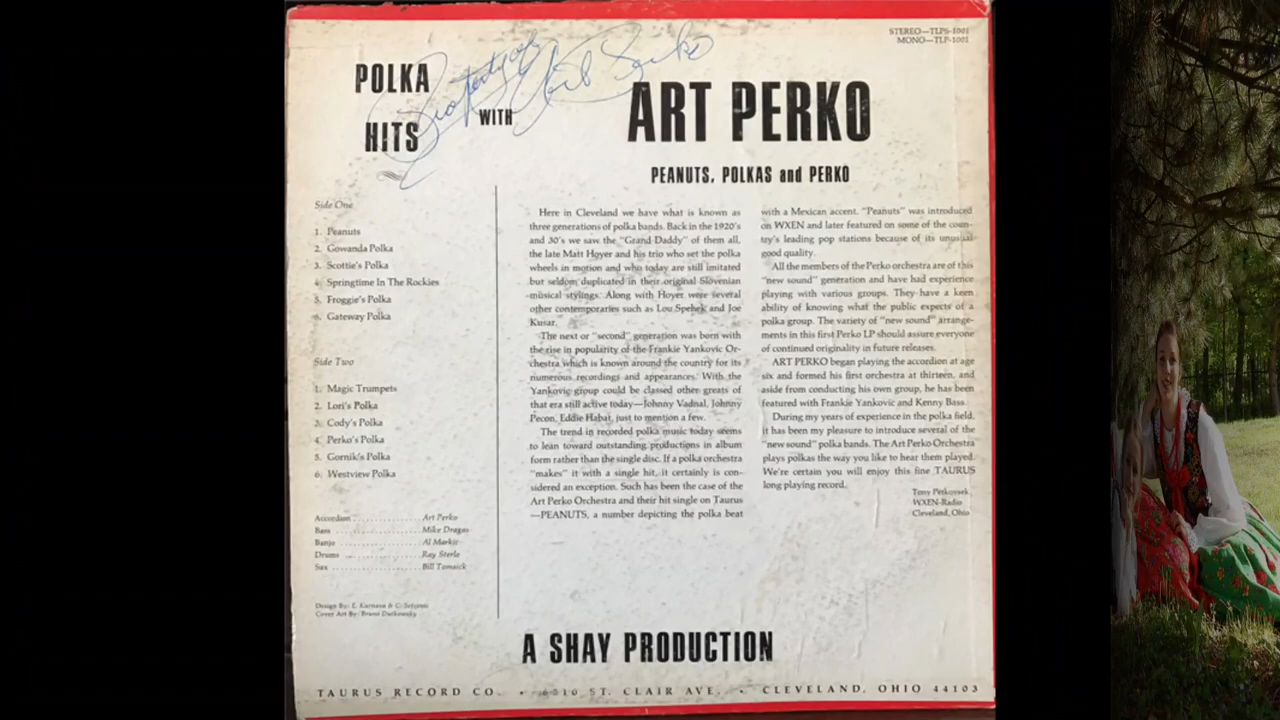 STEREO—TLPS-1001
MONO—TLP-1001
POLKA
HITS
WITH
Art Perko
ART PERKO
PEANUTS, POLKAS and PERKO
Side One
1. Peanuts
2. Gowanda Polka
3. Scottie's Polka
4. Springtime In The Rockies
5. Froggie's Polka
6. Gateway Polka
Side Two
1. Magic Trumpets
2. Lori's Polka
3. Cody's Polka
4. Perko's Polka
5. Gornik's Polka
6. Westview Polka
Accordion Art Perko
Bass Mike Dragas
Banjo Al Markic
Drums Ray Sterle
Sax Bill Tomsick
Design By: E. & C.
Cover Art By: Bruno
Here in Cleveland we have what is known as
three generations of polka bands. Back in the 1920's
and 30's we saw the "Grand Daddy" of them all,
the late Matt Hoyer and his trio who set the polka
wheels in motion and who today are still imitated
but seldom duplicated in their original Slovenian
musical stylings. Along with Hoyer were several
other contemporaries such as Lou Spehek and Joe
Kusar.
The next or "second" generation was born with
the rise in popularity of the Frankie Yankovic Or-
chestra which is known around the country for its
numerous recordings and appearances. With the
Yankovic group could be classed other greats of
that era still active today—Johnny Vadnal, Johnny
Pecon, Eddie Habat, just to mention a few.
The trend in recorded polka music today seems
to lean toward outstanding productions in album
form rather than the single disc. If a polka orchestra
"makes" it with a single hit, it certainly is con-
sidered an exception. Such has been the case of the
Art Perko Orchestra and their hit single on Taurus
—PEANUTS, a number depicting the polka beat
with a Mexican accent. "Peanuts" was introduced
on WXEN and later featured on some of the coun-
try's leading pop stations because of its unusual
good quality.
All the members of the Perko orchestra are of this
"new sound" generation and have had experience
playing with various groups. They have a keen
ability of knowing what the public expects of a
polka group. The variety of "new sound" arrange-
ments in this first Perko LP should assure everyone
of continued originality in future releases.
ART PERKO began playing the accordion at age
six and formed his first orchestra at thirteen, and
aside from conducting his own group, he has been
featured with Frankie Yankovic and Kenny Bass.
During my years of experience in the polka field,
it has been my pleasure to introduce several of the
"new sound" polka bands. The Art Perko Orchestra
plays polkas the way you like to hear them played.
We're certain you will enjoy this fine TAURUS
long playing record.
Tony Petkovsek
WXEN-Radio
Cleveland, Ohio
A SHAY PRODUCTION
TAURUS RECORD CO. • 6310 ST. CLAIR AVE. • CLEVELAND, OHIO 44103